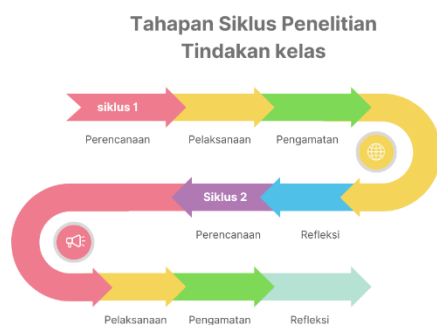 Tahapan Siklus Penelitian
Tindakan kelas
siklus 1
Perencanaan
Pelaksanaan
Pengamatan
Siklus 2
Perencanaan
Refleksi
Pelaksanaan
Pengamatan
Refleksi